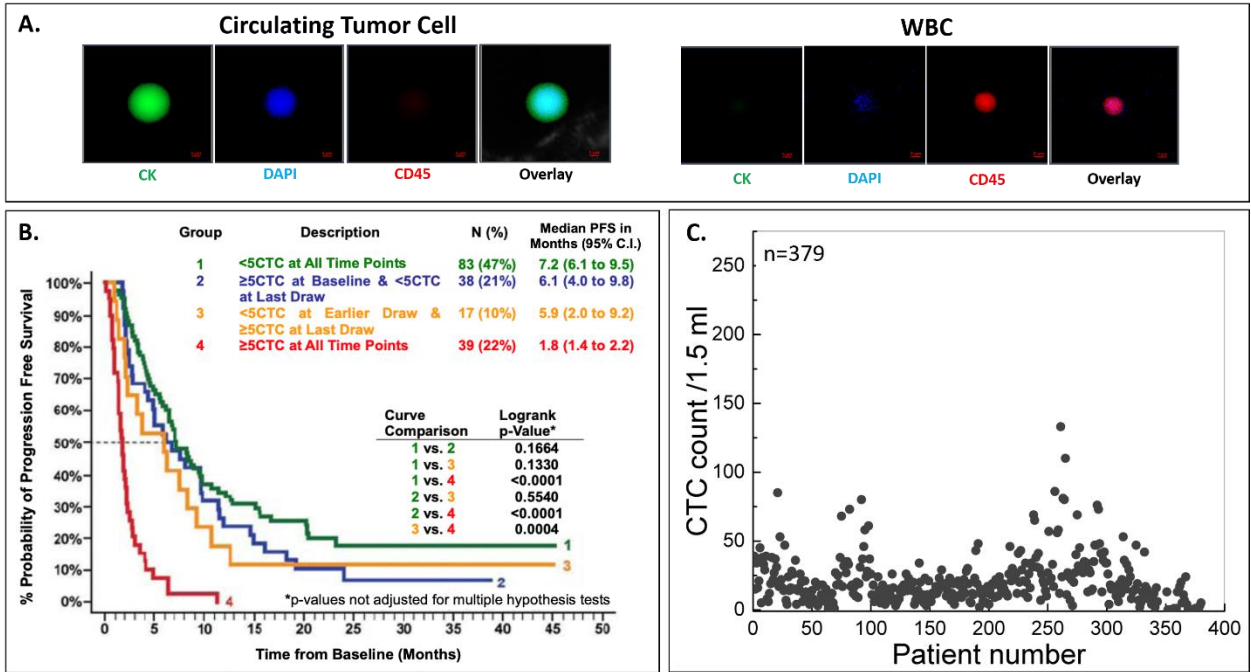 A.
Circulating Tumor Cell
WBC
CK
DAPI
CD45
Overlay
CK
DAPI
CD45
Overlay
B.
Group
Description
N (%)
Median PFS in
Months (95% C.I.)
1
<5CTC at All Time Points
83 (47%)
7.2 (6.1 to 9.5)
2
≥5CTC at Baseline & <5CTC
at Last Draw
38 (21%)
6.1 (4.0 to 9.8)
3
<5CTC at Earlier Draw &
≥5CTC at Last Draw
17 (10%)
5.9 (2.0 to 9.2)
4
≥5CTC at All Time Points
39 (22%)
1.8 (1.4 to 2.2)
% Probability of Progression Free Survival
100%
90%
80%
70%
60%
50%
40%
30%
20%
10%
0%
Curve
Comparison
Logrank
p-Value*
1 vs. 2
0.1664
1 vs. 3
0.1330
1 vs. 4
<0.0001
2 vs. 3
0.5540
2 vs. 4
<0.0001
3 vs. 4
0.0004
1
3
2
4
*p-values not adjusted for multiple hypothesis tests
0 5 10 15 20 25 30 35 40 45 50
Time from Baseline (Months)
C.
n=379
CTC count /1.5 ml
250
200
150
100
50
0
0 50 100 150 200 250 300 350 400
Patient number